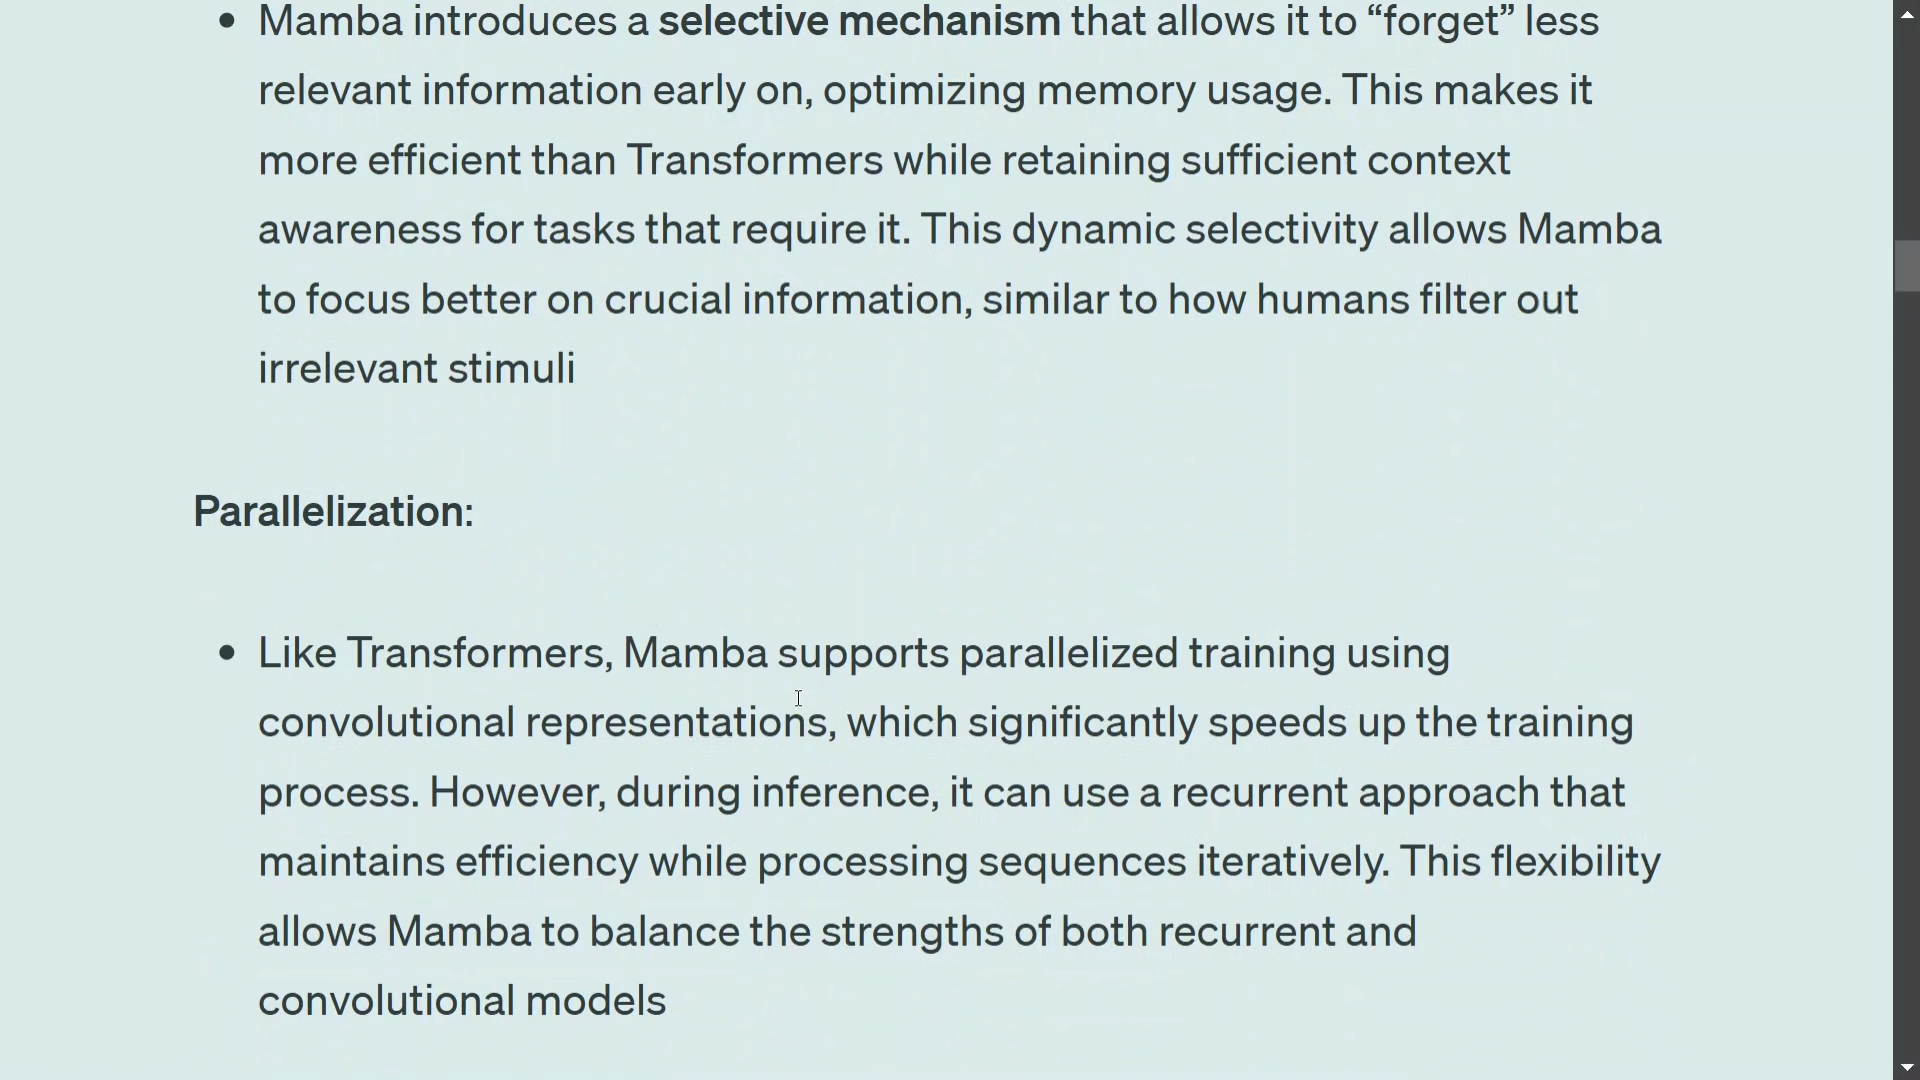 • Mamba introduces a selective mechanism that allows it to “forget” less
relevant information early on, optimizing memory usage. This makes it
more efficient than Transformers while retaining sufficient context
awareness for tasks that require it. This dynamic selectivity allows Mamba
to focus better on crucial information, similar to how humans filter out
irrelevant stimuli
Parallelization:
• Like Transformers, Mamba supports parallelized training using
convolutional representations, which significantly speeds up the training
process. However, during inference, it can use a recurrent approach that
maintains efficiency while processing sequences iteratively. This flexibility
allows Mamba to balance the strengths of both recurrent and
convolutional models